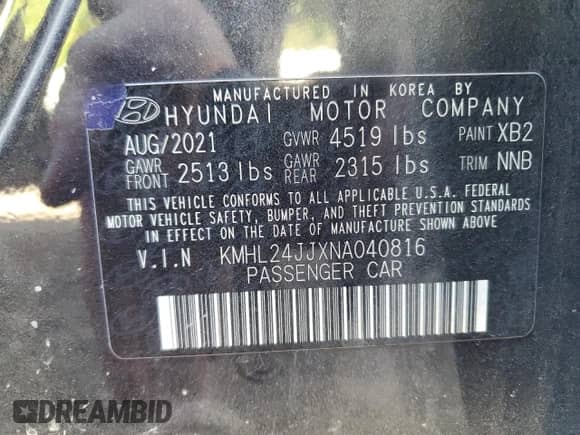 MANUFACTURED IN KOREA BY
HYUNDAI MOTOR COMPANY
AUG/2021 GVWR 4519 lbs PAINT XB2
GAWR FRONT 2513 lbs GAWR REAR 2315 lbs TRIM NNB
THIS VEHICLE CONFORMS TO ALL APPLICABLE U.S.A. FEDERAL
MOTOR VEHICLE SAFETY, BUMPER, AND THEFT PREVENTION STANDARDS
IN EFFECT ON THE DATE OF MANUFACTURE SHOWN ABOVE.
V.I.N KMHL24JJXNA040816
PASSENGER CAR
DREAMBID